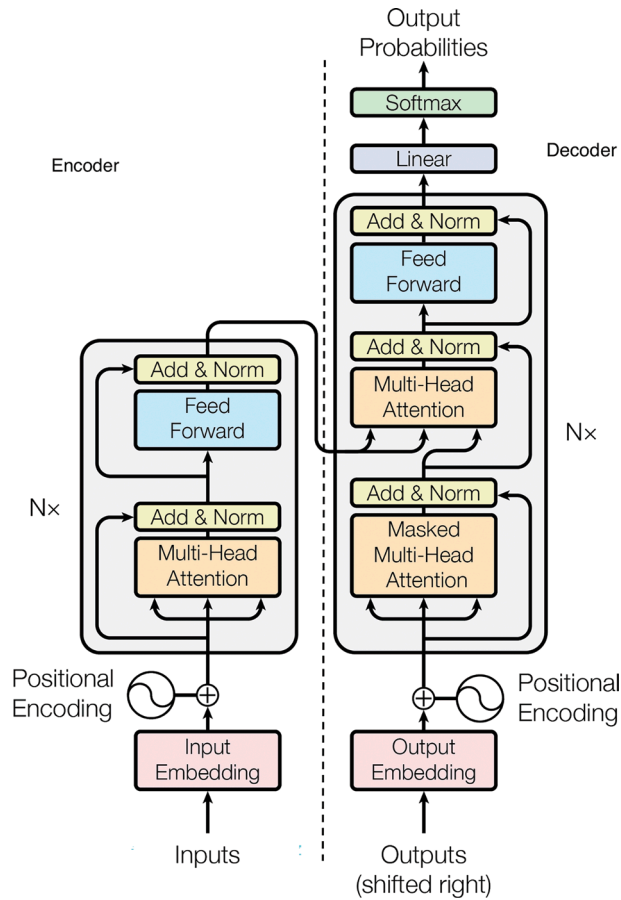 Output
Probabilities
Softmax
Linear
Encoder
Decoder
Add & Norm
Feed
Forward
Add & Norm
Multi-Head
Attention
Add & Norm
Feed
Forward
Nx
Add & Norm
Masked
Multi-Head
Attention
Nx
Add & Norm
Multi-Head
Attention
Positional
Encoding
Positional
Encoding
Input
Embedding
Output
Embedding
Inputs
Outputs
(shifted right)